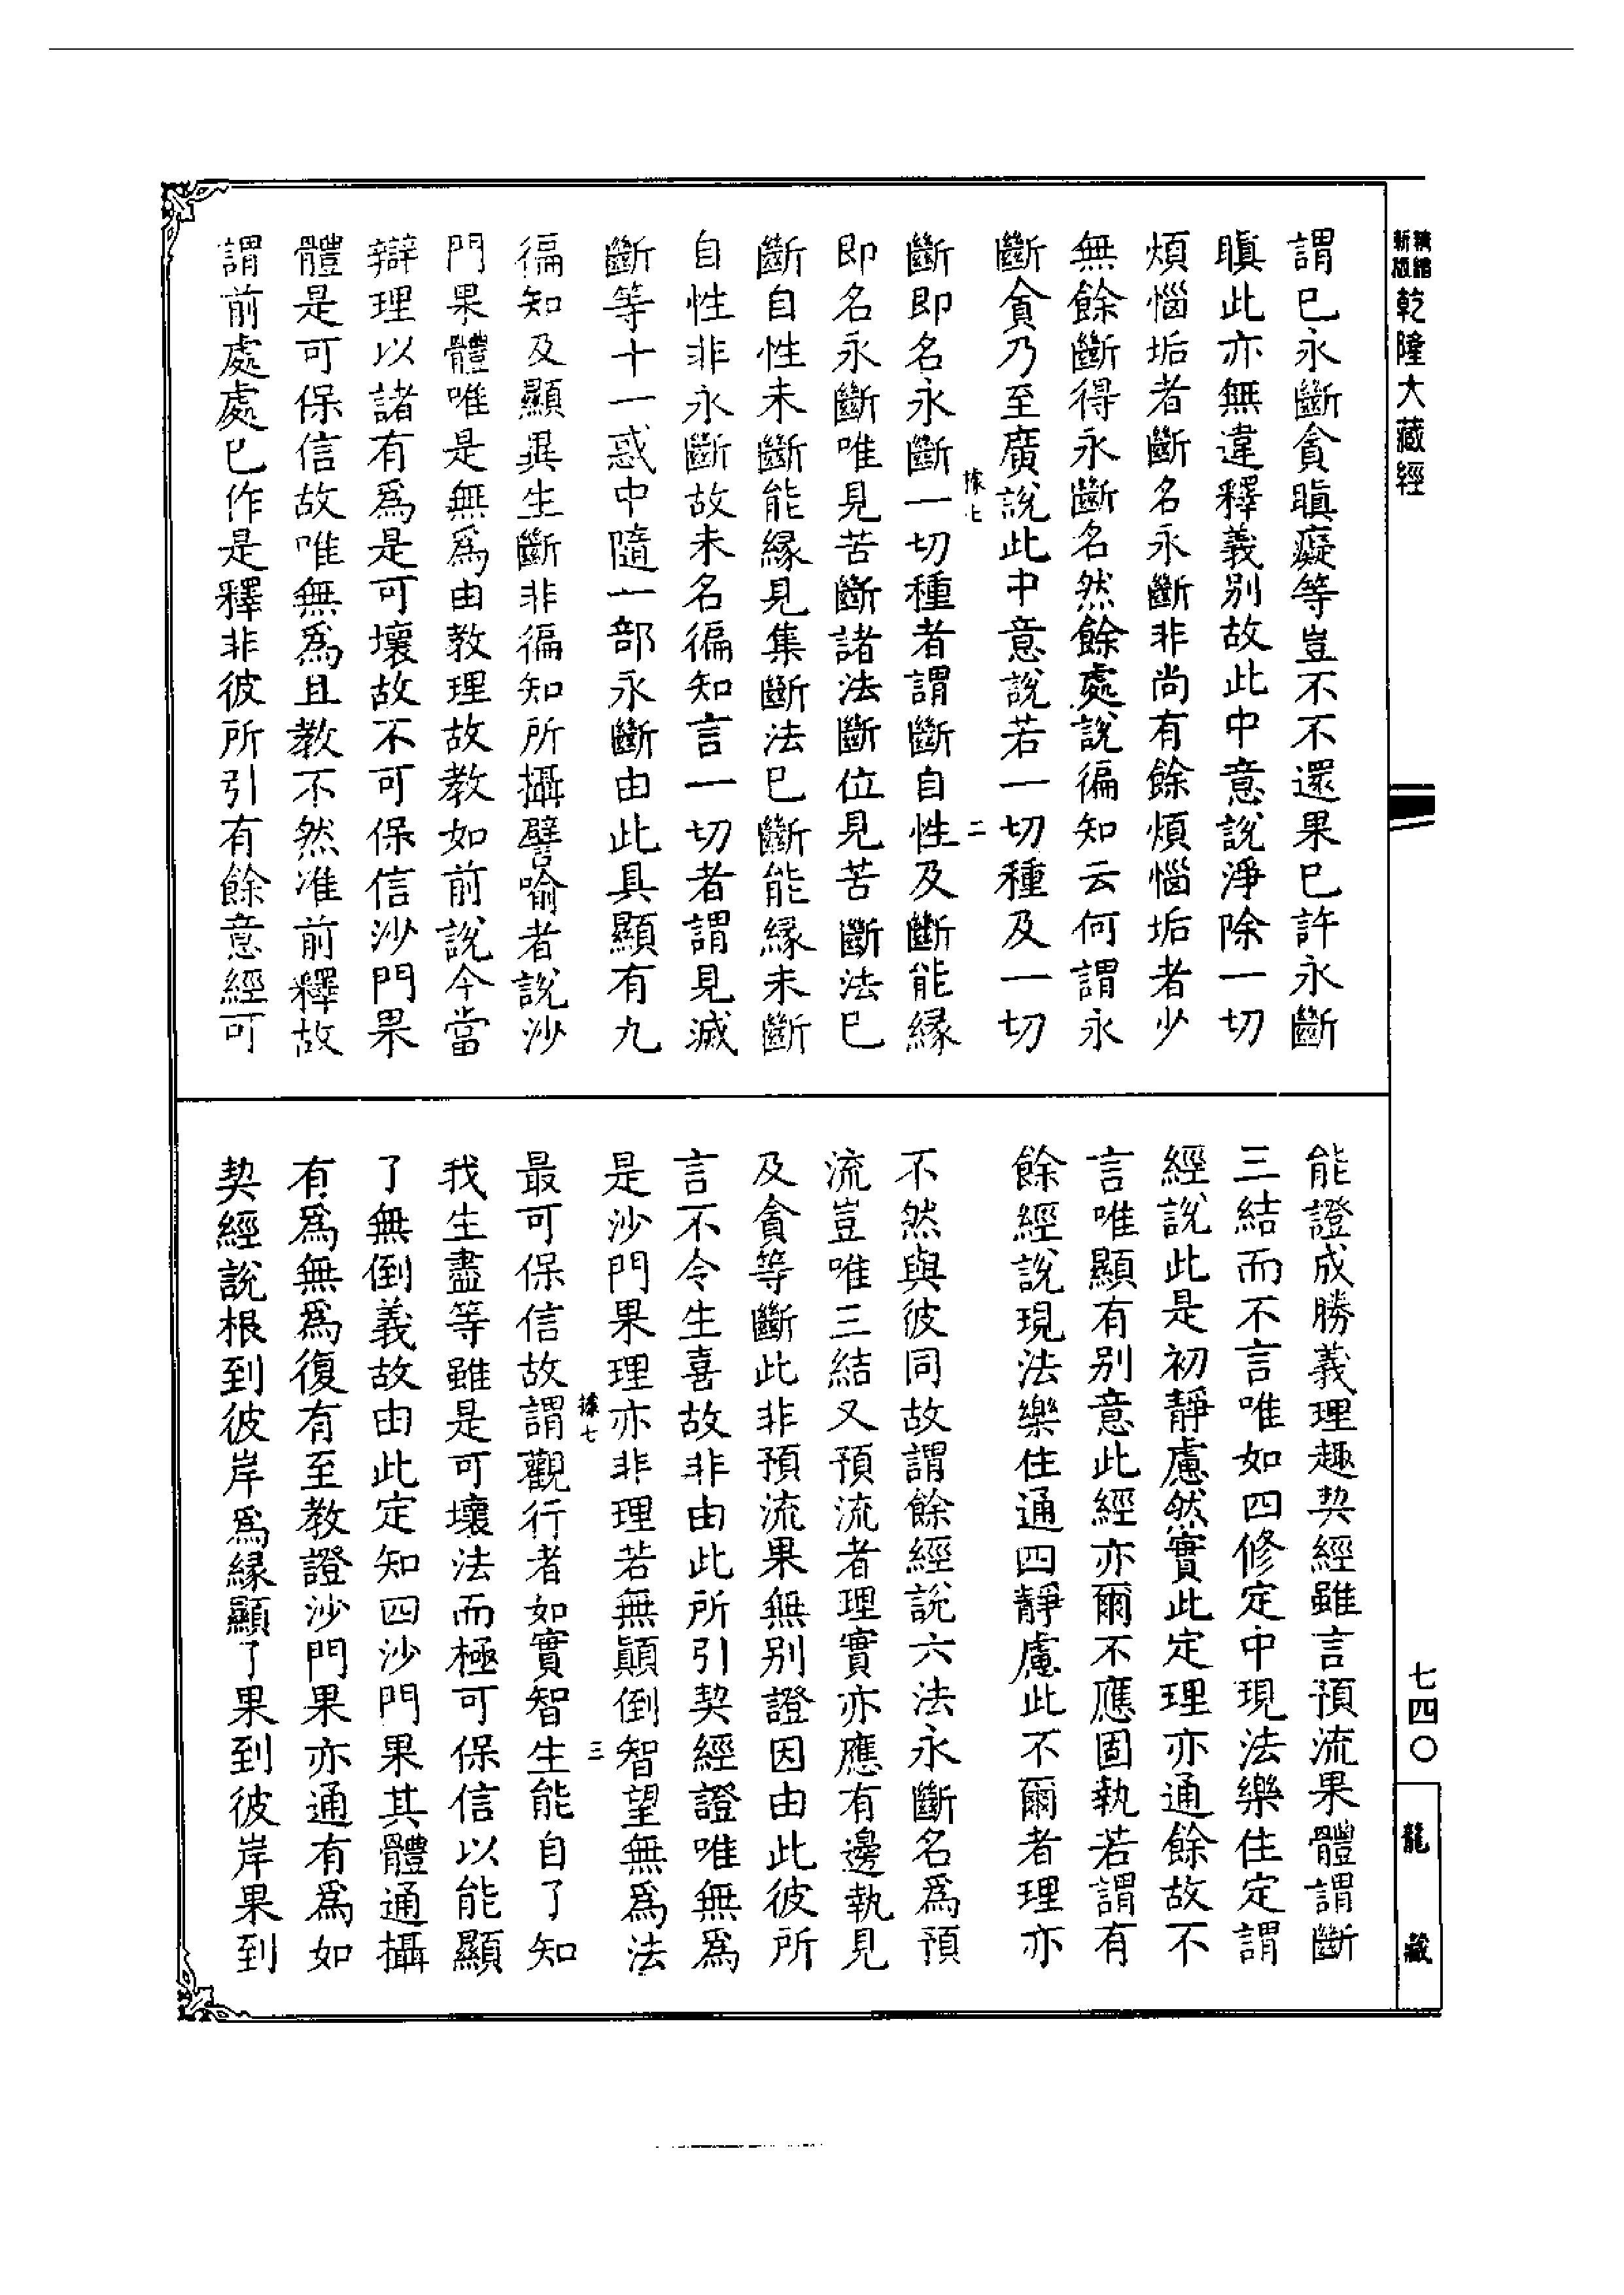 精繕
新版
乾隆大藏經
謂已永斷貪瞋癡等豈不不還果已許永斷
瞋此亦無違釋義别故此中意說淨除一切
煩惱垢者斷名永斷非尚有餘煩惱垢者少
無餘斷得永斷名然餘處說徧知云何謂永
斷貪乃至廣說此中意說若一切種及一切
據七
二
斷即名永斷一切種者謂斷自性及斷能緣
即名永斷唯見苦斷諸法斷位見苦斷法已
斷自性未斷能緣見集斷法已斷能緣未斷
自性非永斷故未名徧知言一切者謂見滅
斷等十一惑中隨一部永斷由此具顯有九
徧知及顯異生斷非徧知所攝譬喻者說沙
門果體唯是無爲由教理故教如前說今當
辯理以諸有爲是可壞故不可保信沙門果
體是可保信故唯無爲且教不然准前釋故
謂前處處已作是釋非彼所引有餘意經可
能證成勝義理趣契經雖言預流果體謂斷
三結而不言唯如四修定中現法樂住定謂
經說此是初靜慮然實此定理亦通餘故不
言唯顯有别意此經亦爾不應固執若謂有
餘經說現法樂住通四靜慮此不爾者理亦
不然與彼同故謂餘經說六法永斷名爲預
流豈唯三結又預流者理實亦應有邊執見
及貪等斷此非預流果無别證因由此彼所
言不令生喜故非由此所引契經證唯無爲
是沙門果理亦非理若無顚倒智望無爲法
據七
三
最可保信故謂觀行者如實智生能自了知
我生盡等雖是可壞法而極可保信以能顯
了無倒義故由此定知四沙門果其體通攝
有爲無爲復有至教證沙門果亦通有爲如
契經說根到彼岸爲緣顯了果到彼岸果到
七四〇
龍藏